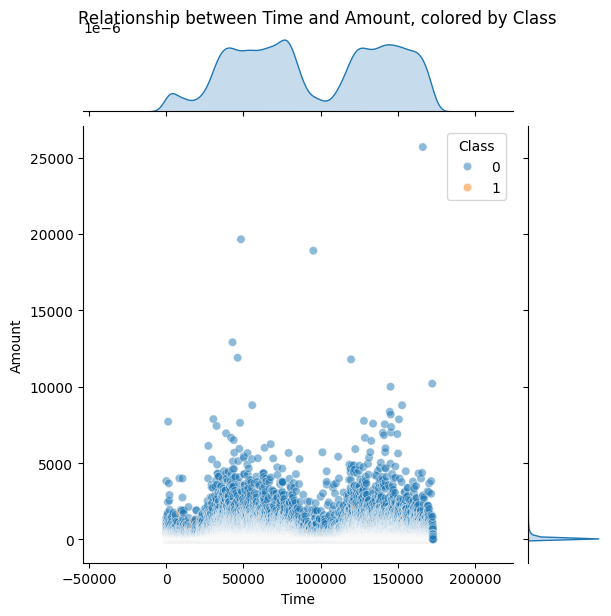 Relationship between Time and Amount, colored by Class
1e−6
Class
0
1
25000
20000
15000
10000
5000
0
Amount
−50000 0 50000 100000 150000 200000
Time